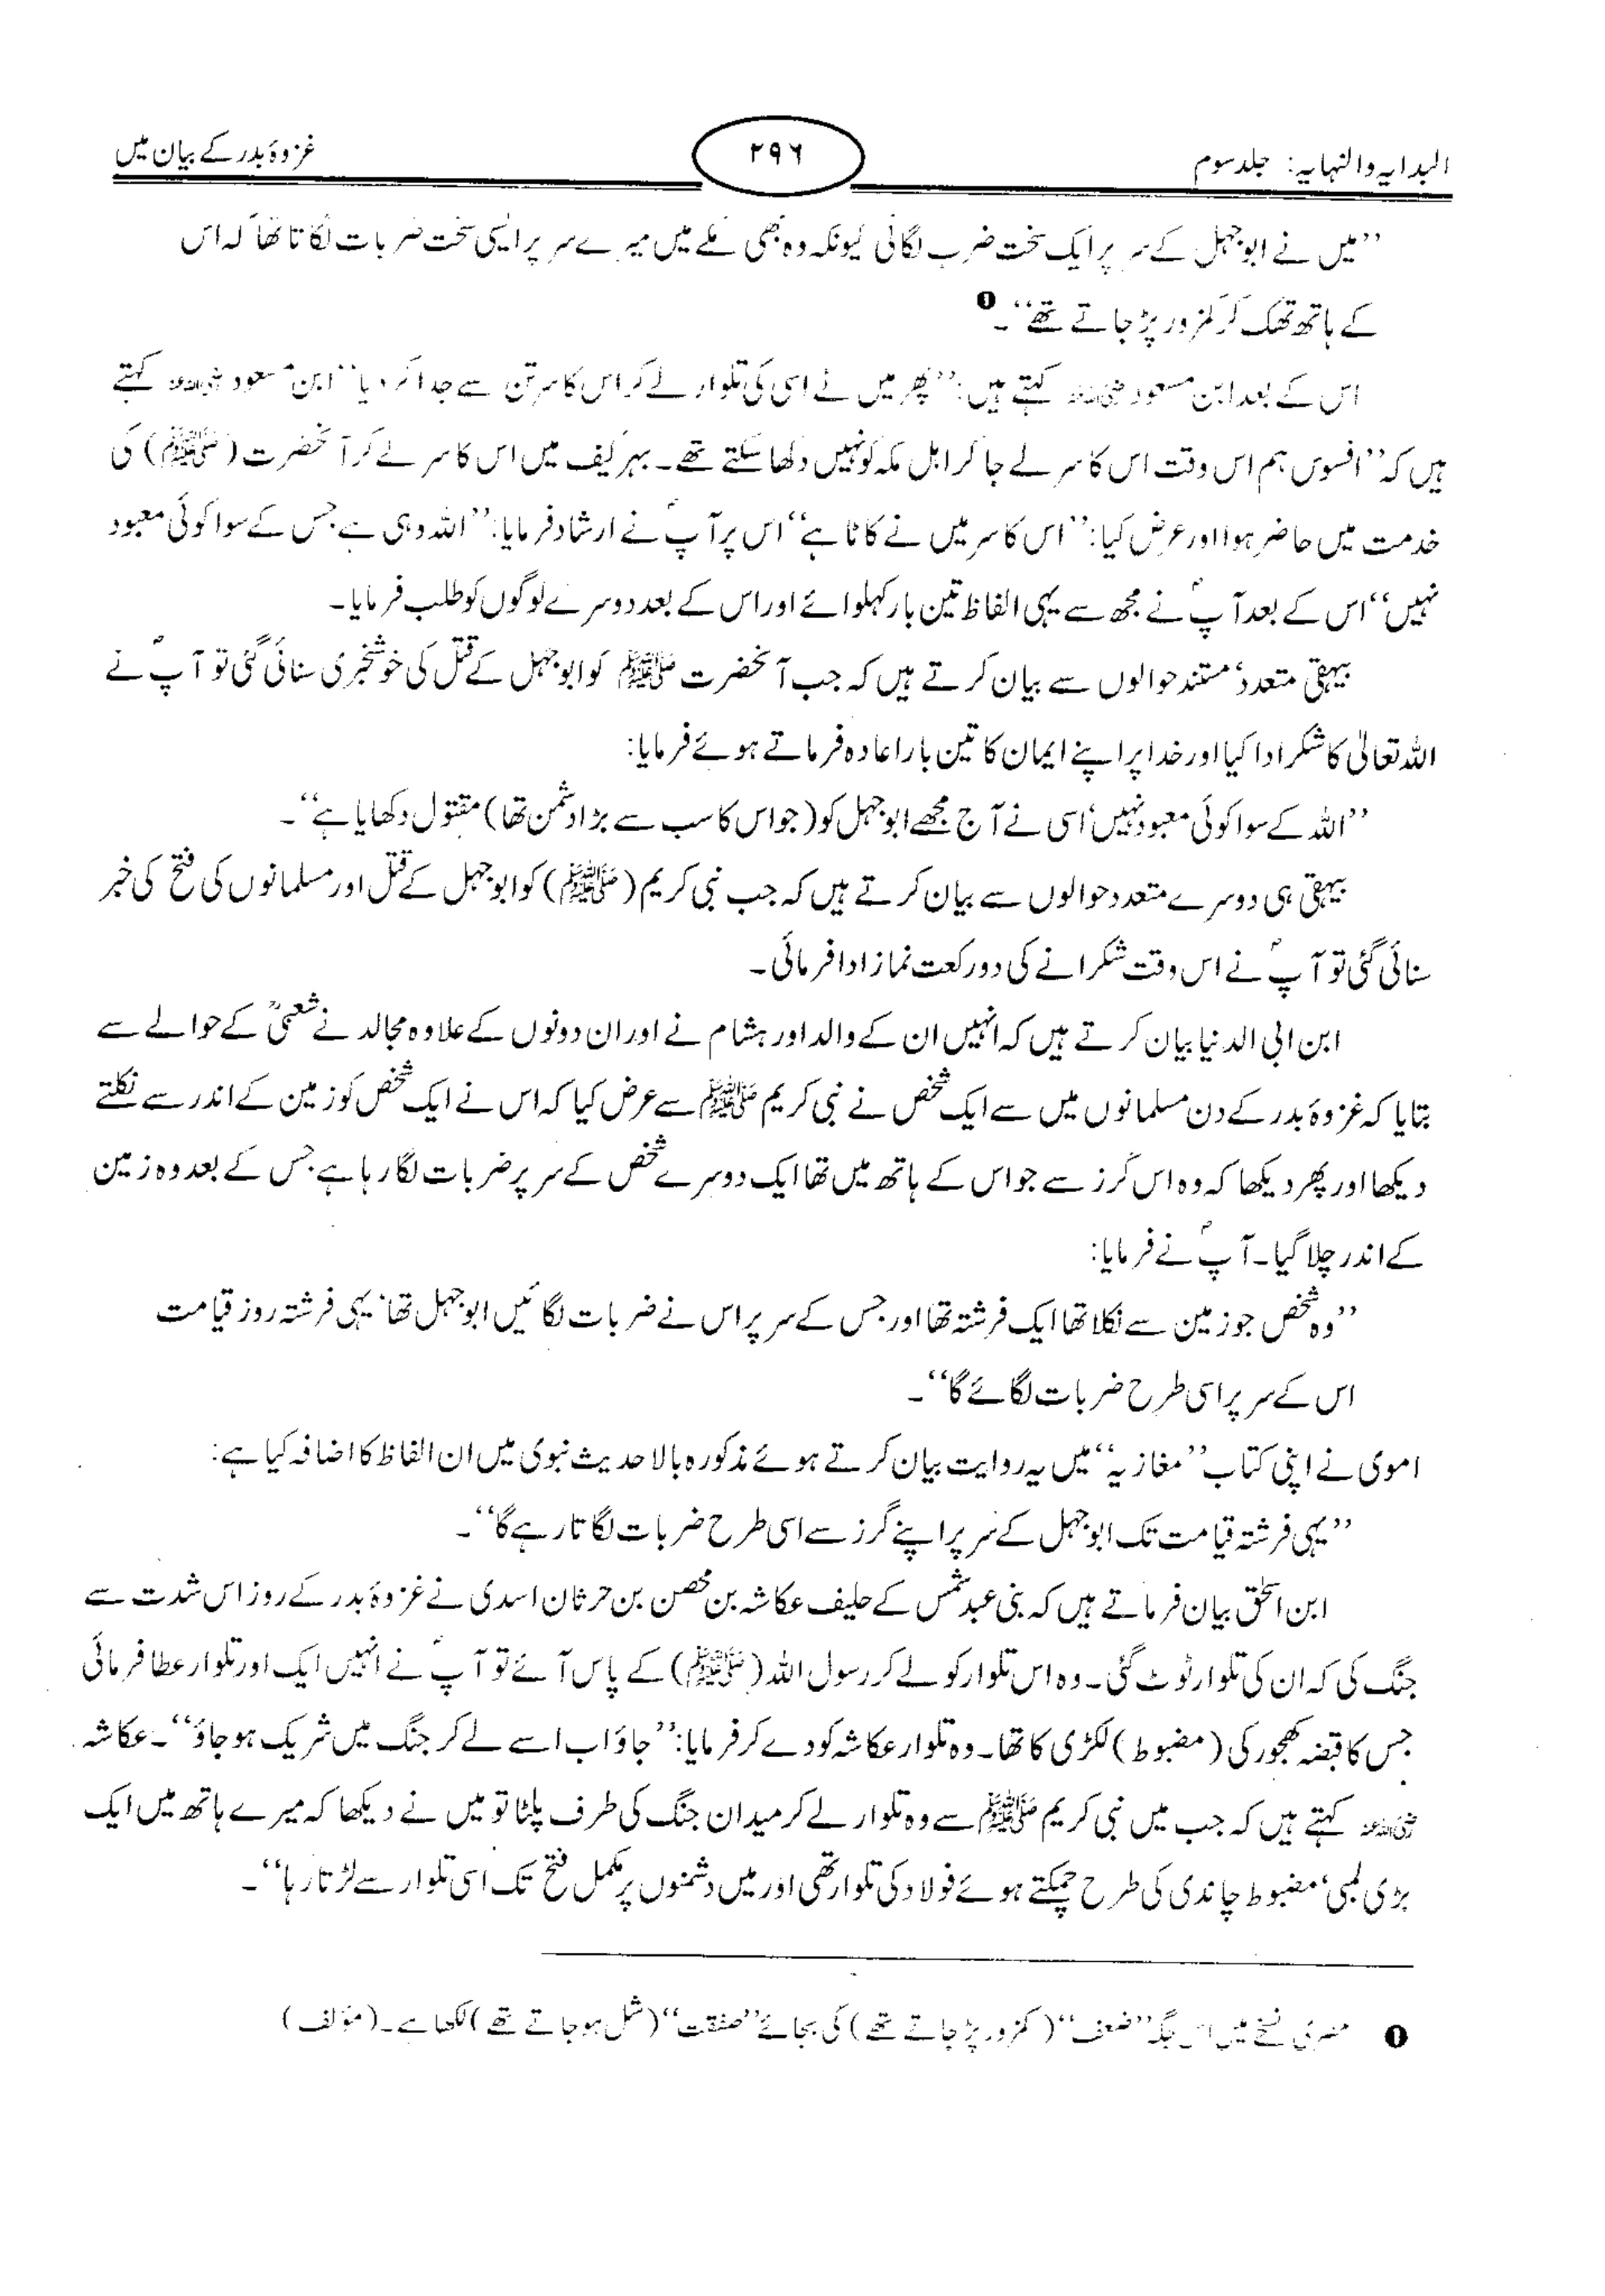 البدایہ والنہایہ: جلد سوم
۲۹۶
غزوۂ بدر کے بیان میں
’’میں نے ابوجہل کے سر پر ایک سخت ضرب لگائی کیونکہ وہ بھی مکے میں میرے سر پر ایسی سخت ضربات لگاتا تھا کہ اس
کے ہاتھ تھک کر کمزور پڑ جاتے تھے‘‘۔ ❶
اس کے بعد ابن مسعود رضی اللہ عنہ کہتے ہیں: ’’پھر میں نے اسی کی تلوار لے کر اس کا سر تن سے جدا کر دیا‘‘ ابن مسعود رضی اللہ عنہ کہتے
ہیں کہ ’’افسوس ہم اس وقت اس کا سر لے جا کر اہل مکہ کو نہیں دکھا سکتے تھے۔ بہر کیف میں اس کا سر لے کر آنحضرت (ﷺ) کی
خدمت میں حاضر ہوا اور عرض کیا: ’’اس کا سر میں نے کاٹا ہے‘‘ اس پر آپؐ نے ارشاد فرمایا: ’’اللہ وہی ہے جس کے سوا کوئی معبود
نہیں‘‘ اس کے بعد آپؐ نے مجھ سے یہی الفاظ تین بار کہلوائے اور اس کے بعد دوسرے لوگوں کو طلب فرمایا۔
بیہقی متعدد‘ مستند حوالوں سے بیان کرتے ہیں کہ جب آنحضرت ﷺ کو ابوجہل کے قتل کی خوشخبری سنائی گئی تو آپؐ نے
اللہ تعالیٰ کا شکر ادا کیا اور خدا پر اپنے ایمان کا تین بار اعادہ فرماتے ہوئے فرمایا:
’’اللہ کے سوا کوئی معبود نہیں‘ اسی نے آج مجھے ابوجہل کو (جو اس کا سب سے بڑا دشمن تھا) مقتول دکھایا ہے‘‘۔
بیہقی ہی دوسرے متعدد حوالوں سے بیان کرتے ہیں کہ جب نبی کریم (ﷺ) کو ابوجہل کے قتل اور مسلمانوں کی فتح کی خبر
سنائی گئی تو آپؐ نے اس وقت شکرانے کی دو رکعت نماز ادا فرمائی۔
ابن ابی الدنیا بیان کرتے ہیں کہ انہیں ان کے والد اور ہشام نے اور ان دونوں کے علاوہ مجالد نے شعبیؒ کے حوالے سے
بتایا کہ غزوۂ بدر کے دن مسلمانوں میں سے ایک شخص نے نبی کریم ﷺ سے عرض کیا کہ اس نے ایک شخص کو زمین کے اندر سے نکلتے
دیکھا اور پھر دیکھا کہ وہ اس گرز سے جو اس کے ہاتھ میں تھا ایک دوسرے شخص کے سر پر ضربات لگا رہا ہے جس کے بعد وہ زمین
کے اندر چلا گیا۔ آپؐ نے فرمایا:
’’وہ شخص جو زمین سے نکلا تھا ایک فرشتہ تھا اور جس کے سر پر اس نے ضربات لگائیں ابوجہل تھا‘ یہی فرشتہ روز قیامت
اس کے سر پر اسی طرح ضربات لگائے گا‘‘۔
اموی نے اپنی کتاب ’’مغازیہ‘‘ میں یہ روایت بیان کرتے ہوئے مذکورہ بالا حدیث نبوی میں ان الفاظ کا اضافہ کیا ہے:
’’یہی فرشتہ قیامت تک ابوجہل کے سر پر اپنے گرز سے اسی طرح ضربات لگاتا رہے گا‘‘۔
ابن اسحٰق بیان فرماتے ہیں کہ بنی عبد شمس کے حلیف عکاشہ بن محصن بن حرثان اسدی نے غزوۂ بدر کے روز اس شدت سے
جنگ کی کہ ان کی تلوار ٹوٹ گئی۔ وہ اس تلوار کو لے کر رسول اللہ (ﷺ) کے پاس آئے تو آپؐ نے انہیں ایک اور تلوار عطا فرمائی
جس کا قبضہ کھجور کی (مضبوط) لکڑی کا تھا۔ وہ تلوار عکاشہ کو دے کر فرمایا: ’’جاؤ اب اسے لے کر جنگ میں شریک ہو جاؤ‘‘۔ عکاشہ
رضی اللہ عنہ کہتے ہیں کہ جب میں نبی کریم ﷺ سے وہ تلوار لے کر میدان جنگ کی طرف پلٹا تو میں نے دیکھا کہ میرے ہاتھ میں ایک
بڑی لمبی‘ مضبوط چاندی کی طرح چمکتے ہوئے فولاد کی تلوار تھی اور میں دشمنوں پر مکمل فتح تک اسی تلوار سے لڑتا رہا‘‘۔
❶ مصری نسخے میں اس جگہ ’’ضعف‘‘ (کمزور پڑ جاتے تھے) کی بجائے ’’صفقت‘‘ (شل ہو جاتے تھے) لکھا ہے۔ (مؤلف)